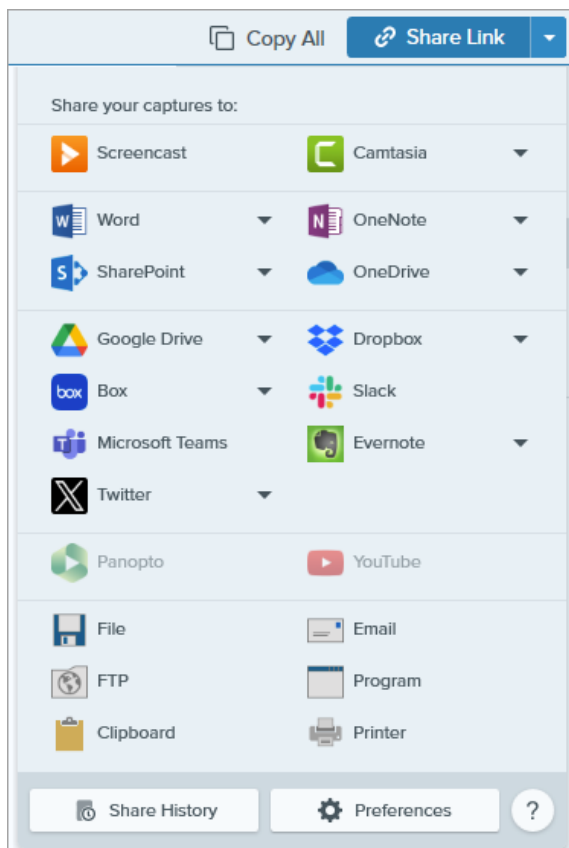 Copy All Share Link
Share your captures to:
Screencast Camtasia
W Word N OneNote
S SharePoint OneDrive
Google Drive Dropbox
box Box Slack
T Microsoft Teams Evernote
X Twitter
Panopto YouTube
File Email
FTP Program
Clipboard Printer
Share History Preferences ?